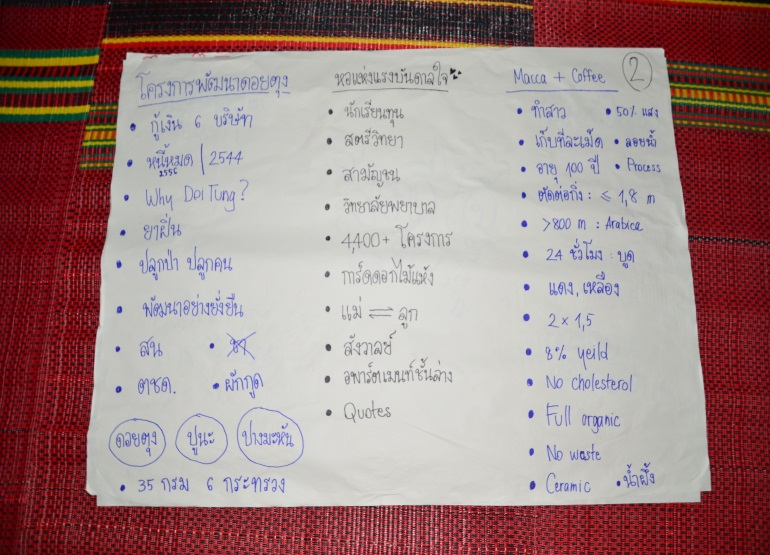 โครงการพัฒนาดอยตุง
• กู้เงิน 6 บริษัท
• หนี้หมด | 2544
2556
• Why Doi Tung?
• ยาฝิ่น
• ปลูกป่า ปลูกคน
• พัฒนาอย่างยั่งยืน
• สน
• ตชด. • ผักกูด
ดอยตุง ปูนะ ปางมะหัน
• 35 กรม 6 กระทรวง
หอแห่งแรงบันดาลใจ
• นักเรียนทุน
• สตรีวิทยา
• สามัญชน
• วิทยาลัยพยาบาล
• 4,400+ โครงการ
• การ์ดดอกไม้แห้ง
• แม่ ⇌ ลูก
• สังวาลย์
• อพาร์ตเมนท์ชั้นล่าง
• Quotes
Macca + Coffee 2
• ทำสาว • 50% แสง
• เก็บทีละเม็ด • ลอยน้ำ
• อายุ 100 ปี • Process
• ตัดต่อกิ่ง : ≤ 1,8 m
• >800 m : Arabica
• 24 ชั่วโมง : บูด
• แดง, เหลือง
• 2 × 1,5
• 8% yeild
• No cholesterol
• Full organic
• No waste
• Ceramic • น้ำผึ้ง